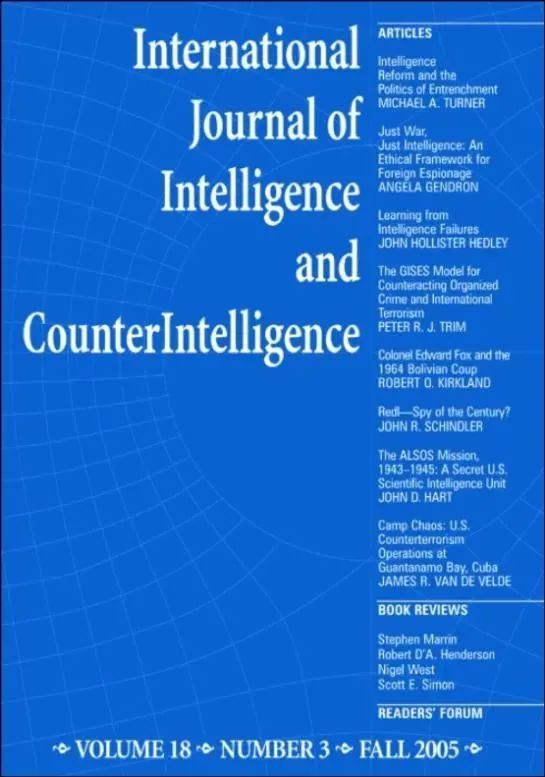 International
Journal of
Intelligence
and
CounterIntelligence
ARTICLES
Intelligence
Reform and the
Politics of Entrenchment
MICHAEL A. TURNER
Just War,
Just Intelligence: An
Ethical Framework for
Foreign Espionage
ANGELA GENDRON
Learning from
Intelligence Failures
JOHN HOLLISTER HEDLEY
The GISES Model for
Counteracting Organized
Crime and International
Terrorism
PETER R. J. TRIM
Colonel Edward Fox and the
1964 Bolivian Coup
ROBERT O. KIRKLAND
Redl—Spy of the Century?
JOHN R. SCHINDLER
The ALSOS Mission,
1943–1945: A Secret U.S.
Scientific Intelligence Unit
JOHN D. HART
Camp Chaos: U.S.
Counterterrorism
Operations at
Guantanamo Bay, Cuba
JAMES R. VAN DE VELDE
BOOK REVIEWS
Stephen Marrin
Robert D'A. Henderson
Nigel West
Scott E. Simon
READERS' FORUM
VOLUME 18 NUMBER 3 FALL 2005